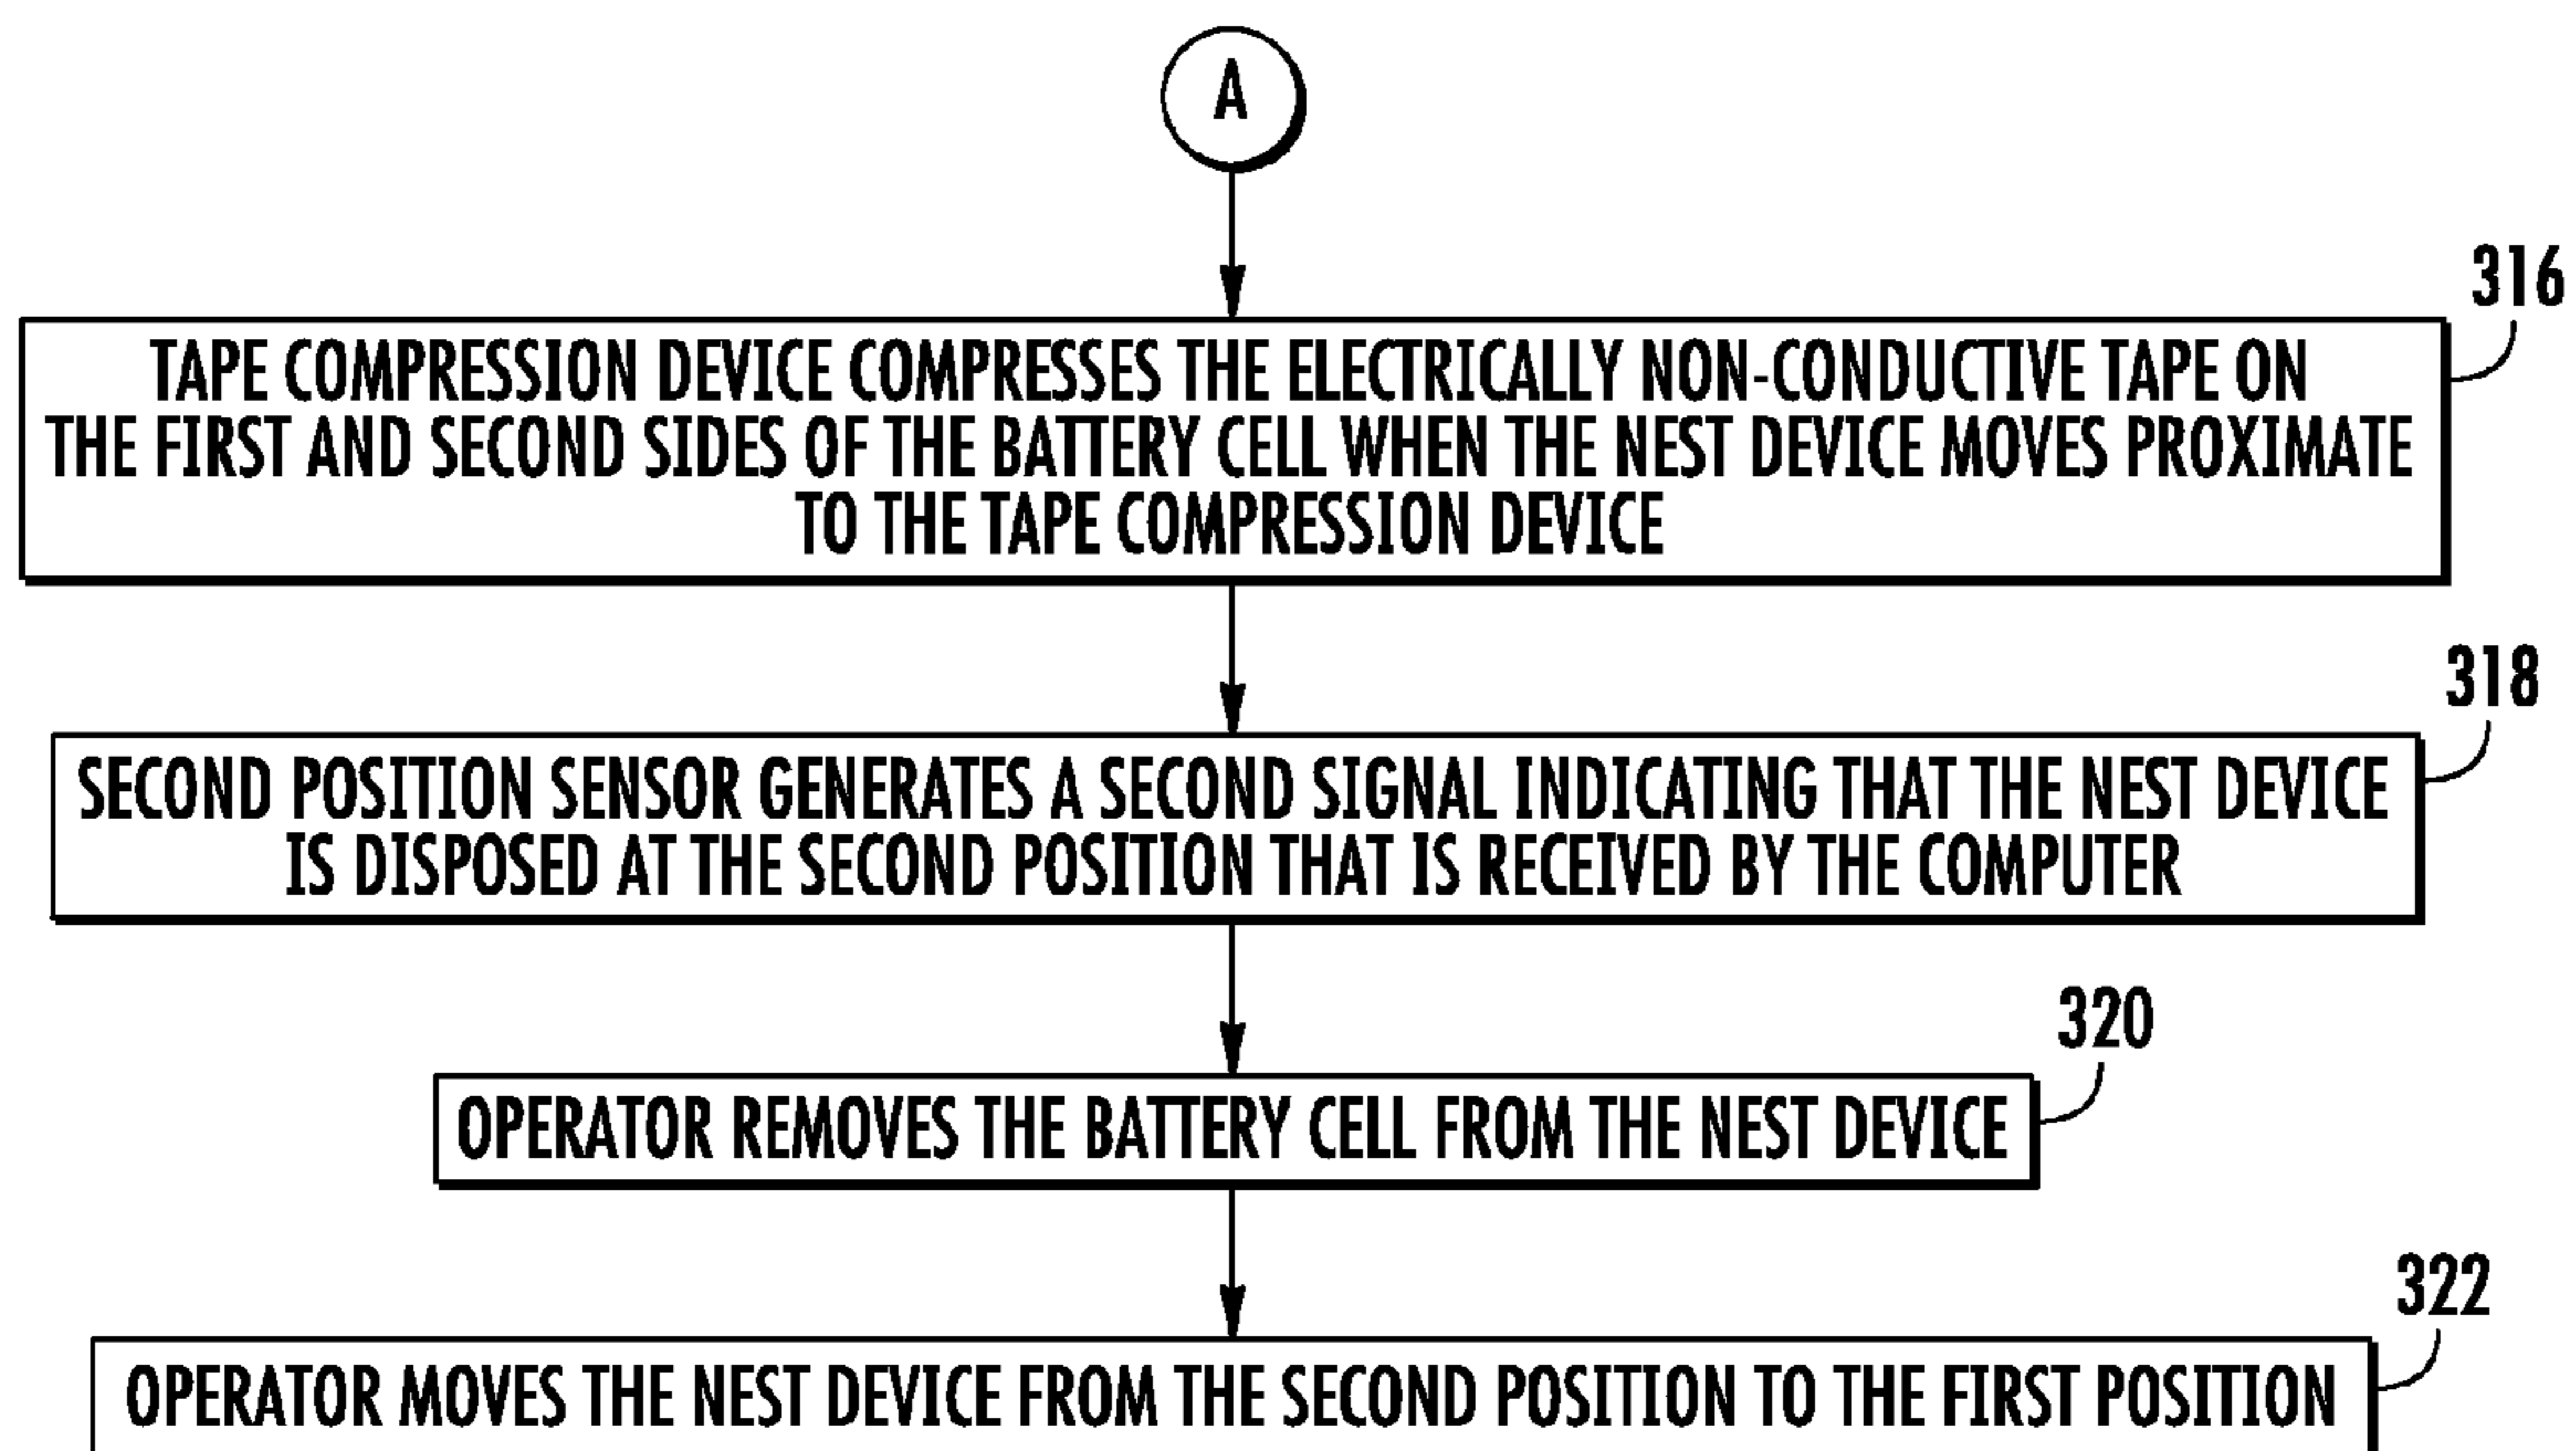 A
316
TAPE COMPRESSION DEVICE COMPRESSES THE ELECTRICALLY NON-CONDUCTIVE TAPE ON
THE FIRST AND SECOND SIDES OF THE BATTERY CELL WHEN THE NEST DEVICE MOVES PROXIMATE
TO THE TAPE COMPRESSION DEVICE
318
SECOND POSITION SENSOR GENERATES A SECOND SIGNAL INDICATING THAT THE NEST DEVICE
IS DISPOSED AT THE SECOND POSITION THAT IS RECEIVED BY THE COMPUTER
320
OPERATOR REMOVES THE BATTERY CELL FROM THE NEST DEVICE
322
OPERATOR MOVES THE NEST DEVICE FROM THE SECOND POSITION TO THE FIRST POSITION